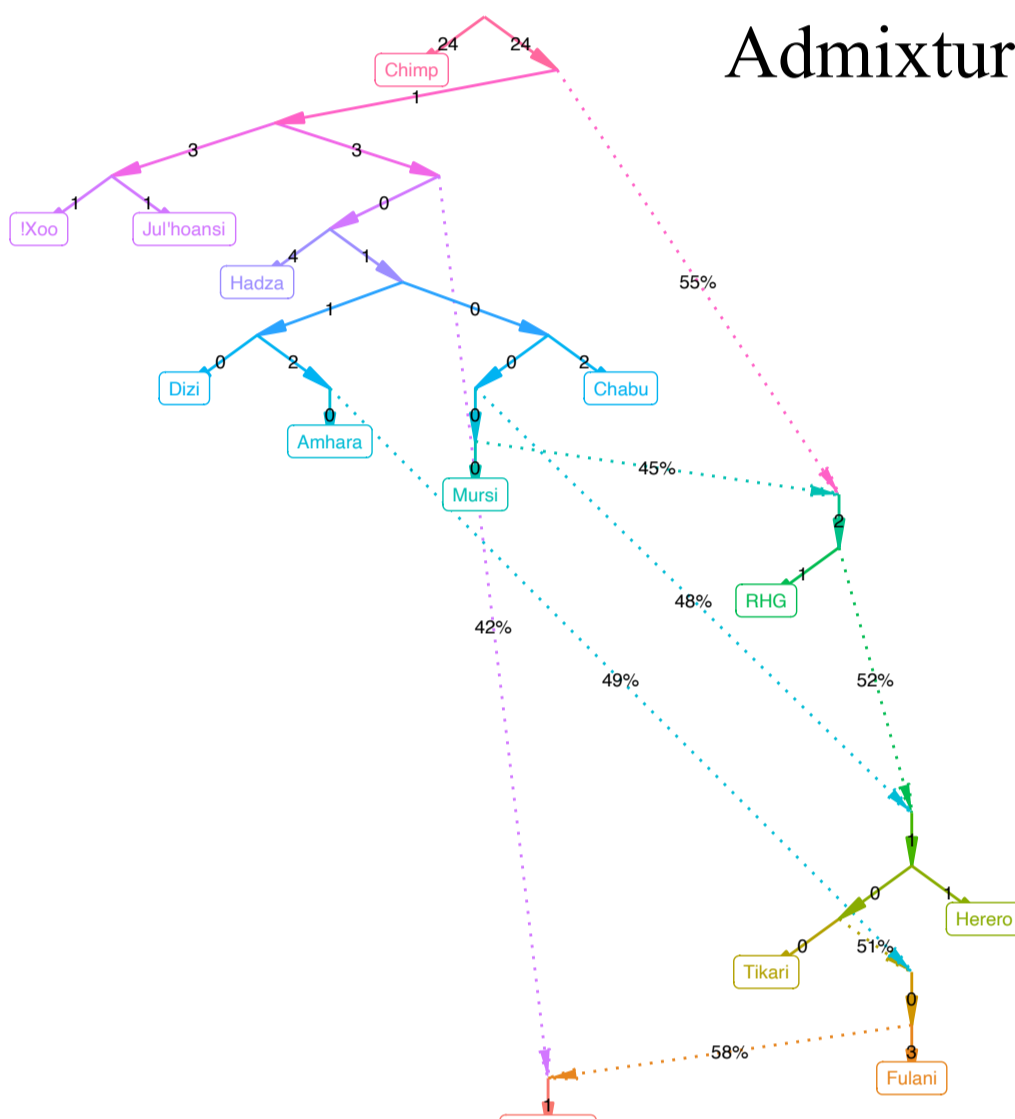 Admixtur
24
24
Chimp
1
3
3
1
1
0
!Xoo
Jul'hoansi
4
1
Hadza
55%
1
0
0
2
0
2
Dizi
Chabu
0
0
Amhara
0
45%
Mursi
2
1
RHG
48%
42%
49%
52%
1
0
1
Herero
0
51%
Tikari
0
58%
3
Fulani
1